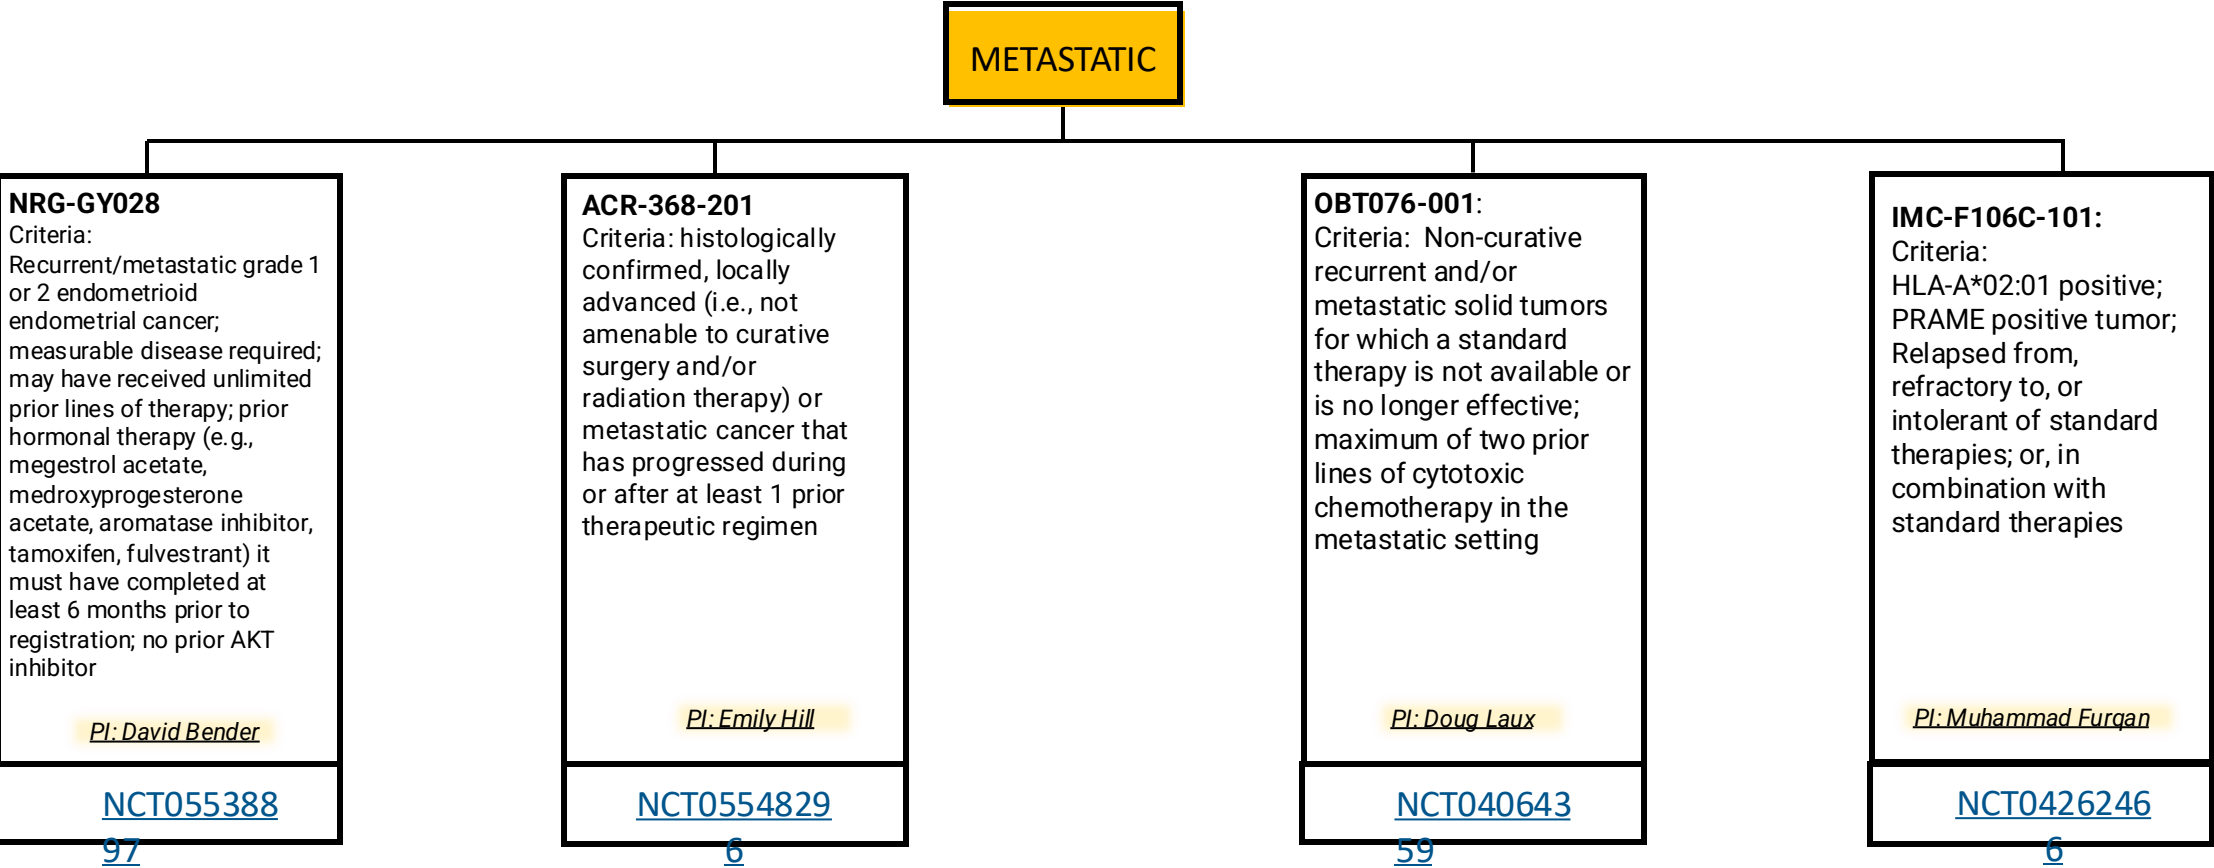 METASTATIC
NRG-GY028
Criteria:
Recurrent/metastatic grade 1
or 2 endometrioid
endometrial cancer;
measurable disease required;
may have received unlimited
prior lines of therapy; prior
hormonal therapy (e.g.,
megestrol acetate,
medroxyprogesterone
acetate, aromatase inhibitor,
tamoxifen, fulvestrant) it
must have completed at
least 6 months prior to
registration; no prior AKT
inhibitor
PI: David Bender
NCT055388
97
ACR-368-201
Criteria: histologically
confirmed, locally
advanced (i.e., not
amenable to curative
surgery and/or
radiation therapy) or
metastatic cancer that
has progressed during
or after at least 1 prior
therapeutic regimen
PI: Emily Hill
NCT0554829
6
OBT076-001:
Criteria: Non-curative
recurrent and/or
metastatic solid tumors
for which a standard
therapy is not available or
is no longer effective;
maximum of two prior
lines of cytotoxic
chemotherapy in the
metastatic setting
PI: Doug Laux
NCT040643
59
IMC-F106C-101:
Criteria:
HLA-A*02:01 positive;
PRAME positive tumor;
Relapsed from,
refractory to, or
intolerant of standard
therapies; or, in
combination with
standard therapies
PI: Muhammad Furqan
NCT0426246
6